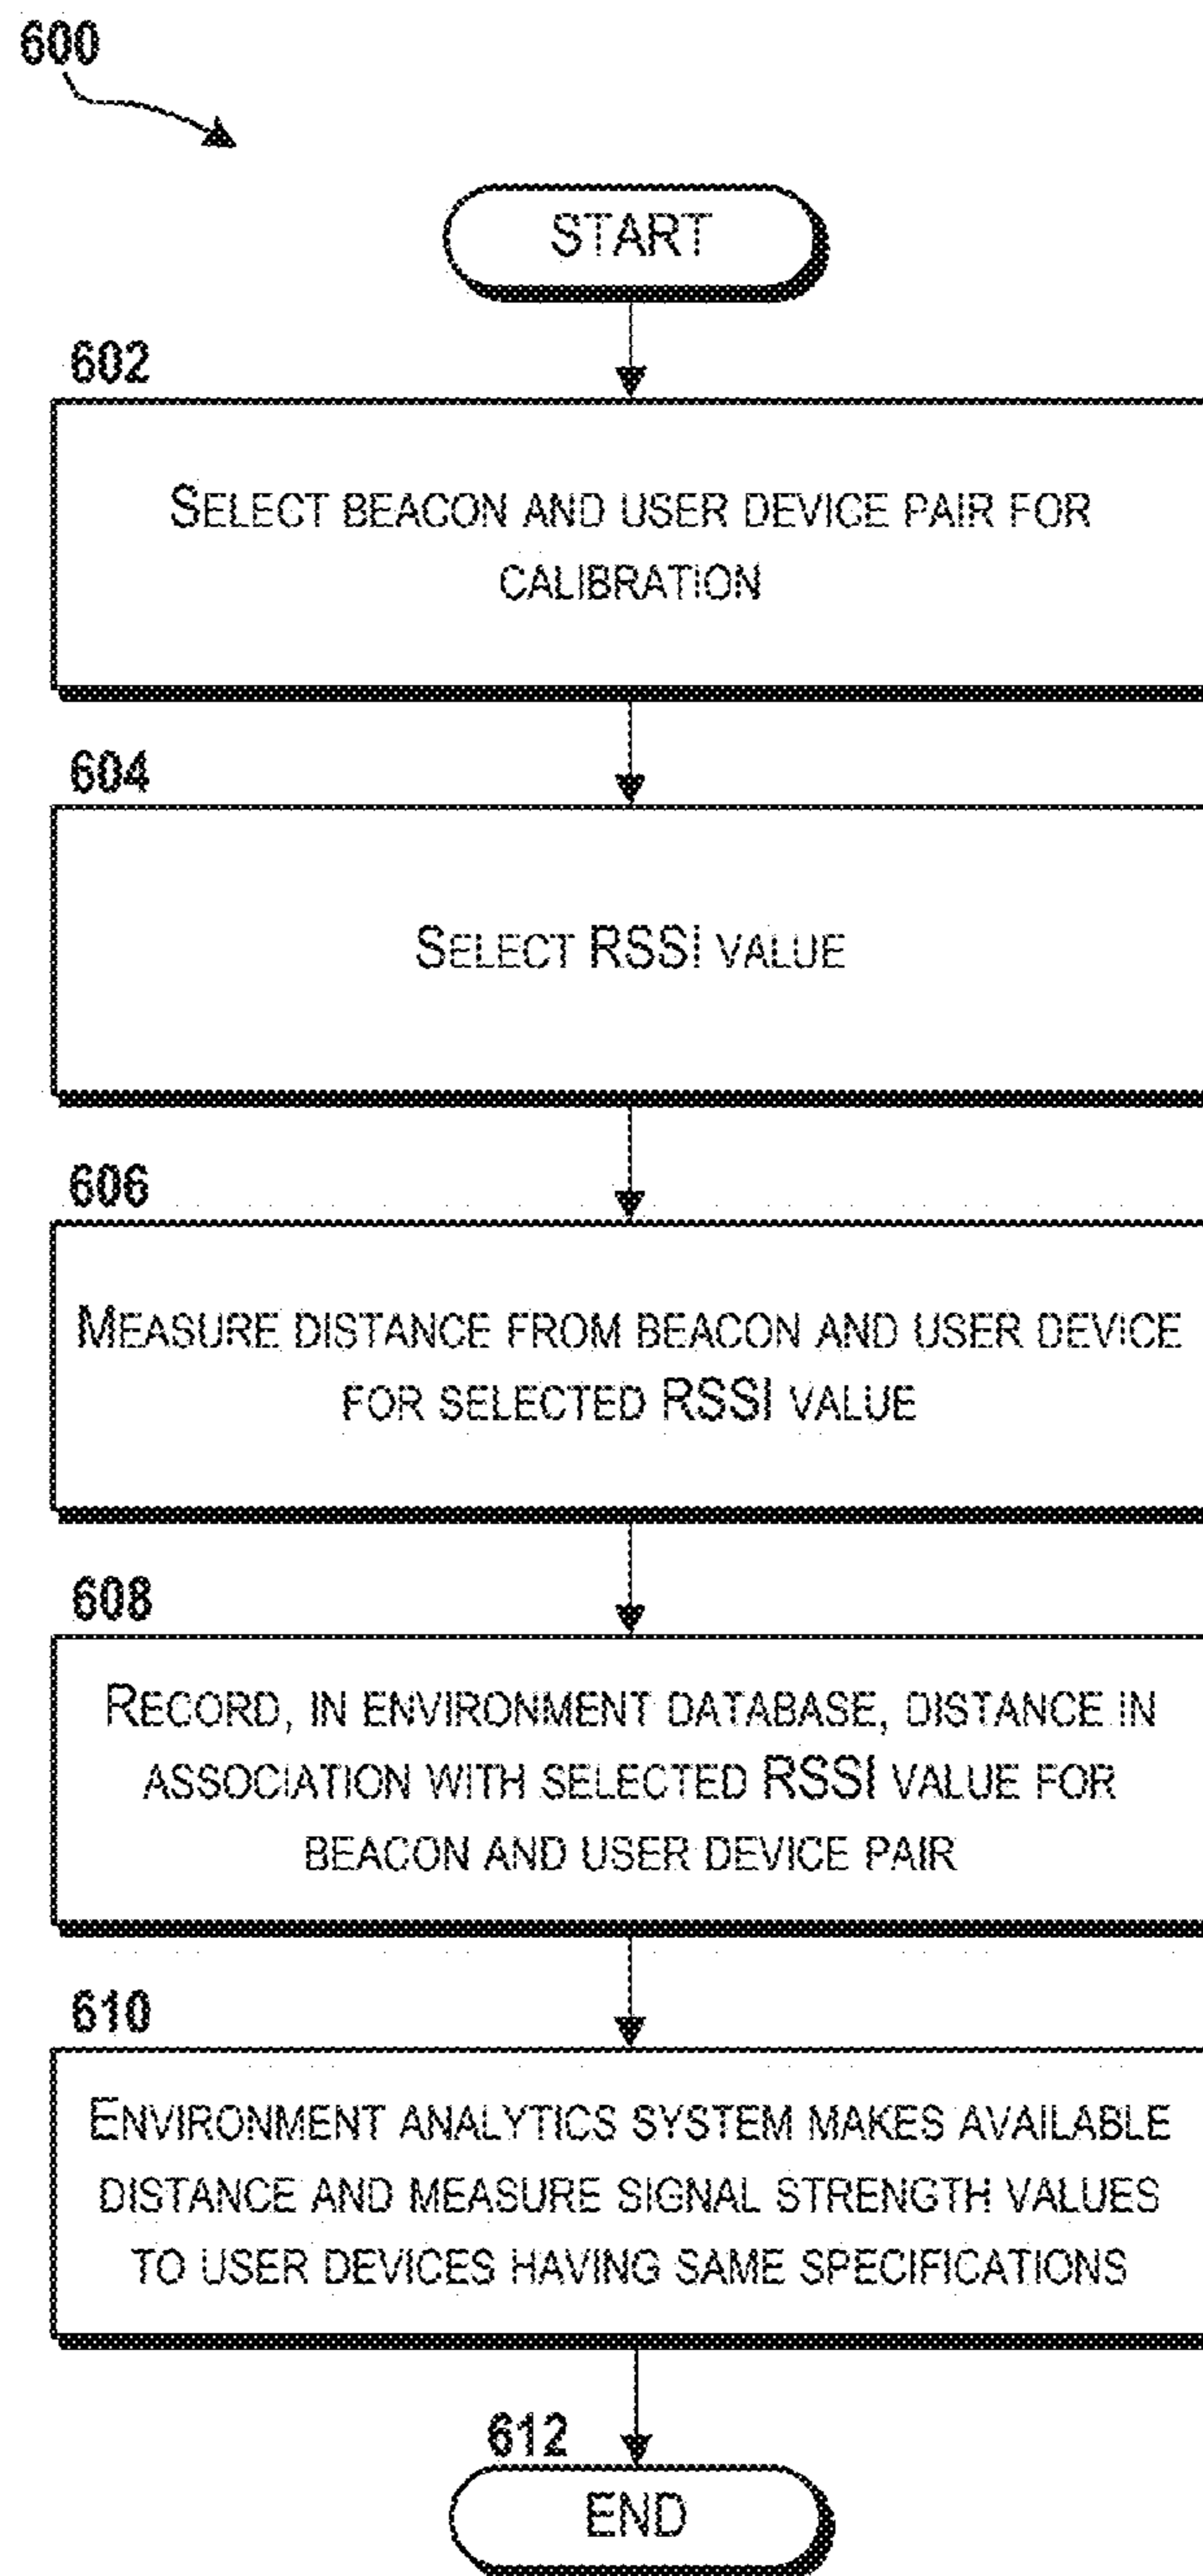 600
START
602
SELECT BEACON AND USER DEVICE PAIR FOR
CALIBRATION
604
SELECT RSSI VALUE
606
MEASURE DISTANCE FROM BEACON AND USER DEVICE
FOR SELECTED RSSI VALUE
608
RECORD, IN ENVIRONMENT DATABASE, DISTANCE IN
ASSOCIATION WITH SELECTED RSSI VALUE FOR
BEACON AND USER DEVICE PAIR
610
ENVIRONMENT ANALYTICS SYSTEM MAKES AVAILABLE
DISTANCE AND MEASURE SIGNAL STRENGTH VALUES
TO USER DEVICES HAVING SAME SPECIFICATIONS
612
END